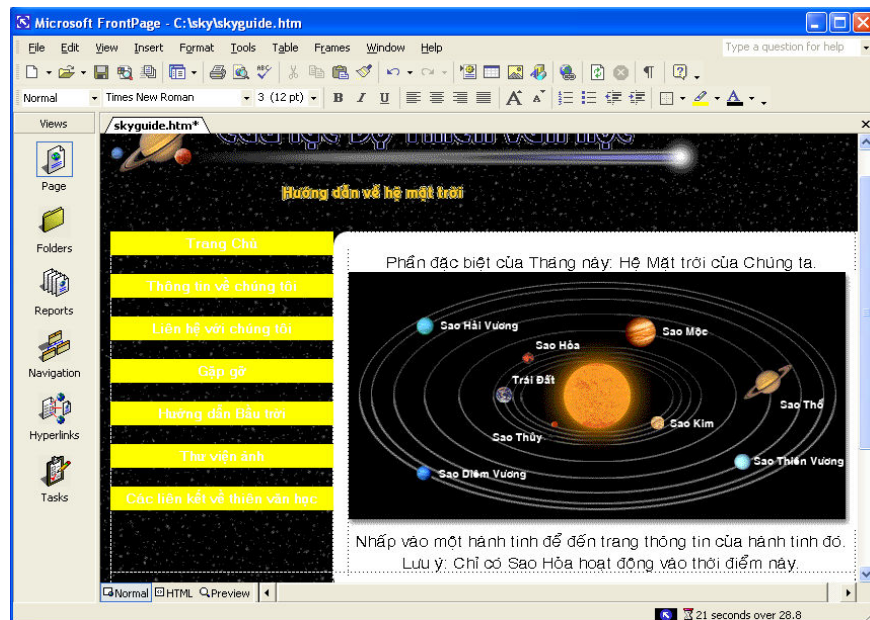 Microsoft FrontPage - C:\sky\skyguide.htm
File Edit View Insert Format Tools Table Frames Window Help
Type a question for help
Normal Times New Roman 3 (12 pt) B I U A A A
Views
skyguide.htm*
Page
Folders
Reports
Navigation
Hyperlinks
Tasks
Câu lạc Bộ Thiên văn học
Hướng dẫn về hệ mặt trời
Trang Chủ
Thông tin về chúng tôi
Liên hệ với chúng tôi
Gặp gỡ
Hướng dẫn Bầu trời
Thư viện ảnh
Các liên kết về thiên văn học
Phần đặc biệt của Tháng này: Hệ Mặt trời của Chúng ta.
Sao Hải Vương
Sao Mộc
Sao Hỏa
Trái Đất
Sao Thổ
Sao Kim
Sao Thủy
Sao Diêm Vương
Sao Thiên Vương
Nhấp vào một hành tinh để đến trang thông tin của hành tinh đó.
Lưu ý: Chỉ có Sao Hỏa hoạt động vào thời điểm này.
Normal HTML Preview
21 seconds over 28.8